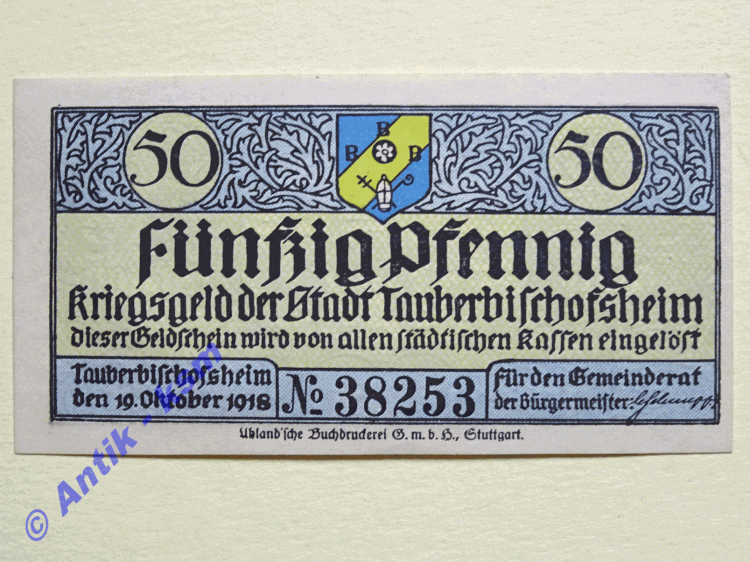 50
B
B B
50
Fünfzig Pfennig
Kriegsgeld der Stadt Tauberbischofsheim
dieser Geldschein wird von allen städtischen Kassen eingelöst
Tauberbischofsheim
den 19. Oktober 1918
No 38253
Für den Gemeinderat
der Bürgermeister:
Uhland'sche Buchdruckerei G. m. b. H., Stuttgart.
© Antik - k-s-m